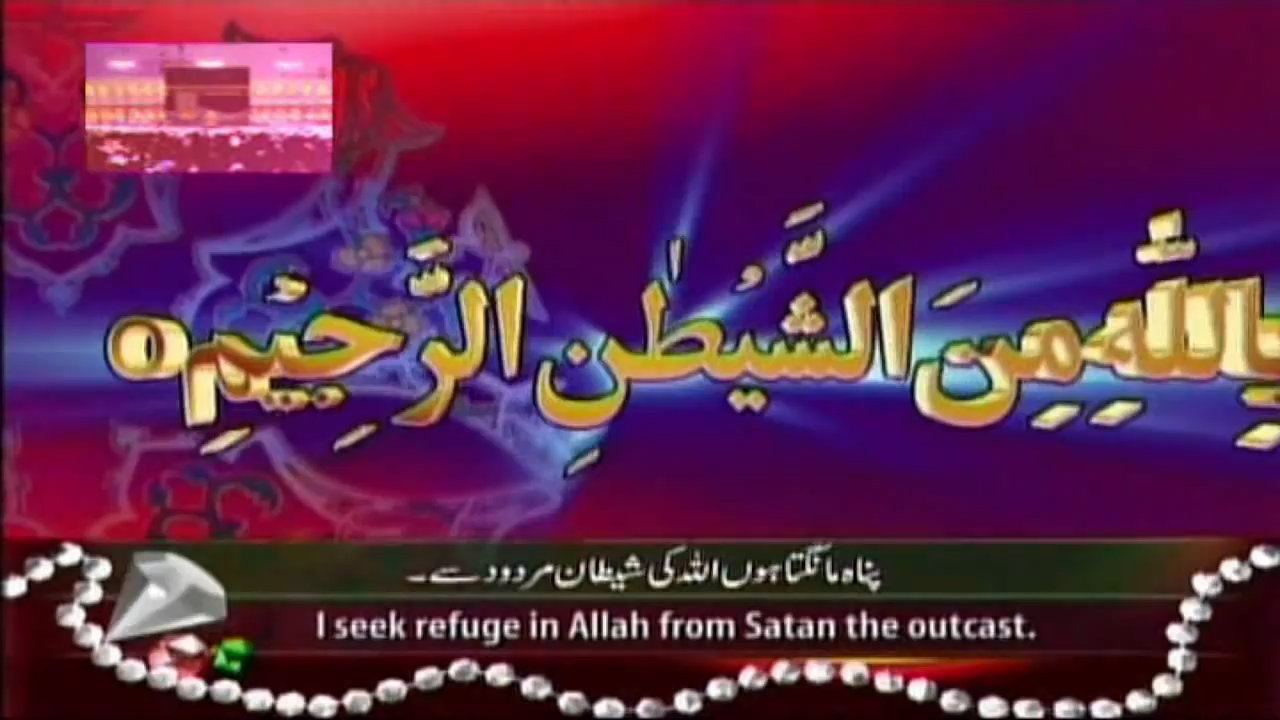 بِاللّٰهِ مِنَ الشَّيْطٰنِ الرَّجِيْمِ ه
پناہ مانگتا ہوں اللہ کی شیطان مردود سے۔
I seek refuge in Allah from Satan the outcast.